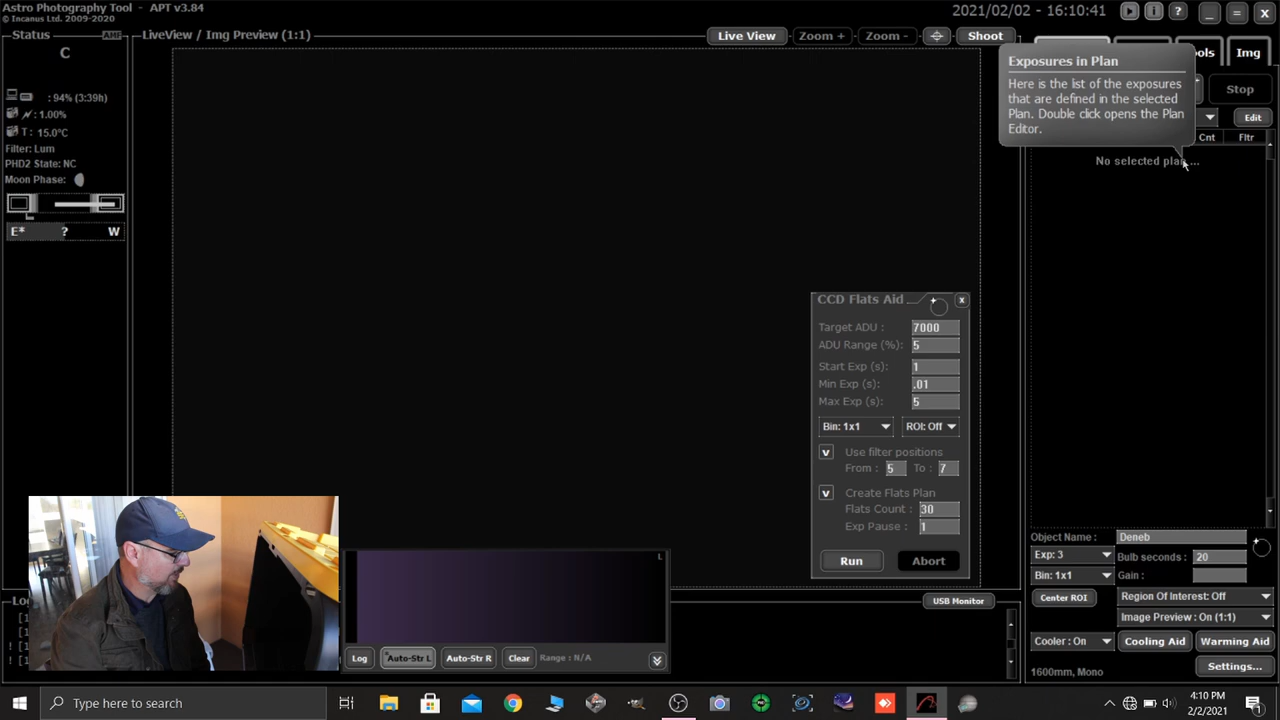 Astro Photography Tool - APT v3.84
© Incanus Ltd. 2009-2020
2021/02/02 - 16:10:41
Status
LiveView / Img Preview (1:1)
Live View
Zoom +
Zoom -
Shoot
ols
Img
C
Exposures in Plan
Here is the list of the exposures
that are defined in the selected
Plan. Double click opens the Plan
Editor.
Stop
Edit
Cnt
Fltr
No selected plan ...
: 94% (3:39h)
: 1.00%
T : 15.0°C
Filter: Lum
PHD2 State: NC
Moon Phase:
E*
?
W
CCD Flats Aid
Target ADU : 7000
ADU Range (%): 5
Start Exp (s): 1
Min Exp (s): .01
Max Exp (s): 5
Bin: 1x1
ROI: Off
v Use filter positions
From : 5 To : 7
v Create Flats Plan
Flats Count : 30
Exp Pause : 1
Run
Abort
Object Name : Deneb
Exp: 3
Bulb seconds : 20
Bin: 1x1
Gain :
Center ROI
Region Of Interest: Off
Image Preview : On (1:1)
Cooler : On
Cooling Aid
Warming Aid
1600mm, Mono
Settings...
L
Log
Auto-Str L
Auto-Str R
Clear
Range : N/A
USB Monitor
Type here to search
4:10 PM
2/2/2021